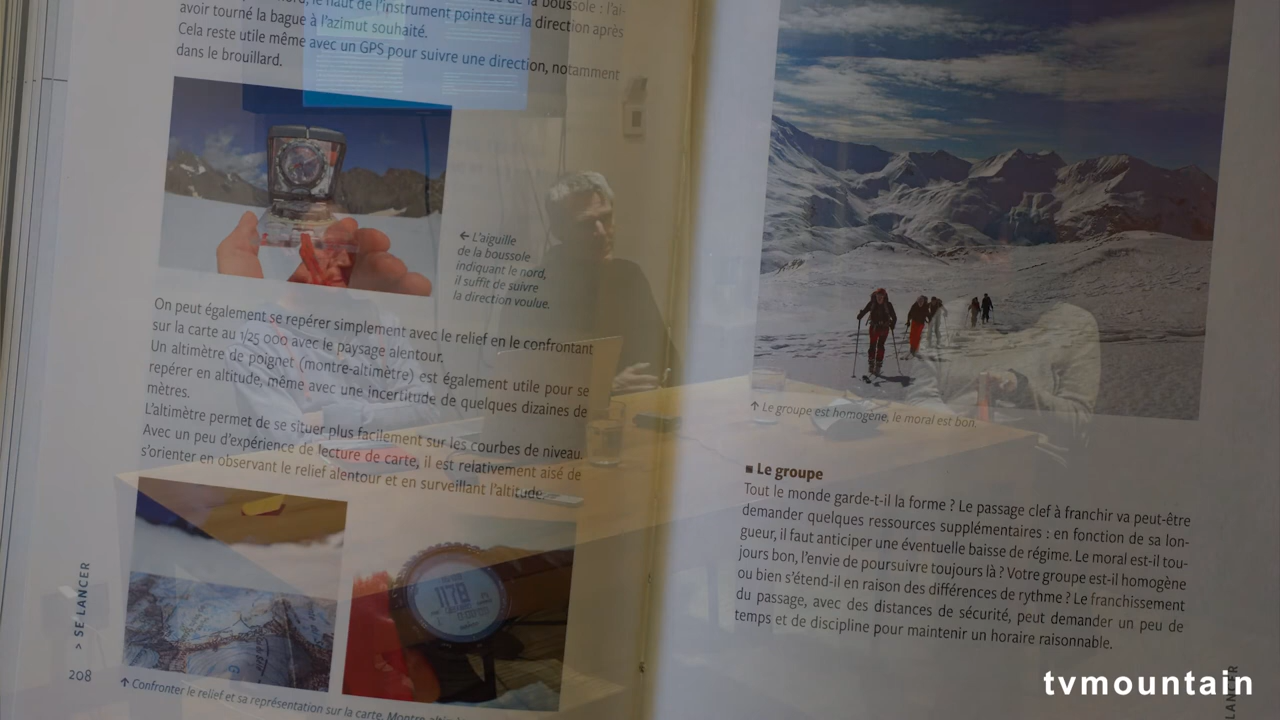 le haut de l'instrument pointe sur la direction après
avoir tourné la bague à l'azimut souhaité.
Cela reste utile même avec un GPS pour suivre une direction, notamment
dans le brouillard.
← L'aiguille
de la boussole
indiquant le nord,
il suffit de suivre
la direction voulue.
On peut également se repérer simplement avec le relief en le confrontant
sur la carte au 1/25 000 avec le paysage alentour.
Un altimètre de poignet (montre-altimètre) est également utile pour se
repérer en altitude, même avec une incertitude de quelques dizaines de
mètres.
L'altimètre permet de se situer plus facilement sur les courbes de niveau.
Avec un peu d'expérience de lecture de carte, il est relativement aisé de
s'orienter en observant le relief alentour et en surveillant l'altitude.
> SE LANCER
208
↑ Confronter le relief et sa représentation sur la carte.
↑ Le groupe est homogène, le moral est bon.
■ Le groupe
Tout le monde garde-t-il la forme ? Le passage clef à franchir va peut-être
demander quelques ressources supplémentaires : en fonction de sa lon-
gueur, il faut anticiper une éventuelle baisse de régime. Le moral est-il tou-
jours bon, l'envie de poursuivre toujours là ? Votre groupe est-il homogène
ou bien s'étend-il en raison des différences de rythme ? Le franchissement
du passage, avec des distances de sécurité, peut demander un peu de
temps et de discipline pour maintenir un horaire raisonnable.
tvmountain
LANCER